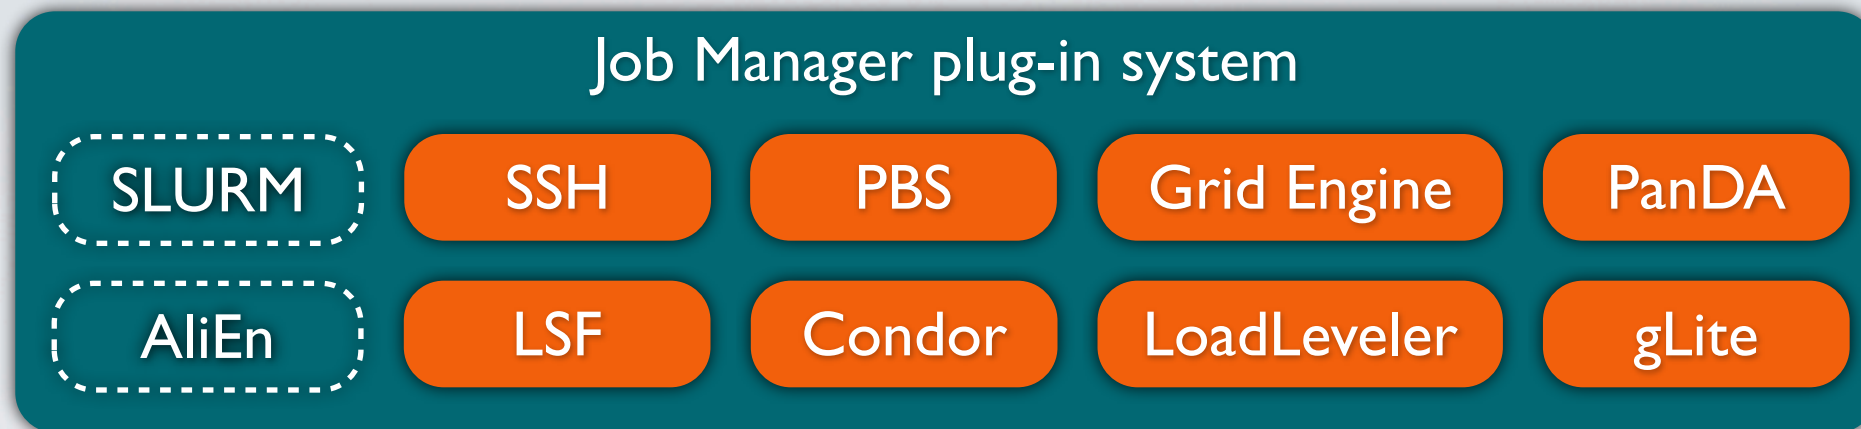 Job Manager plug-in system
SLURM SSH PBS Grid Engine PanDA
AliEn LSF Condor LoadLeveler gLite